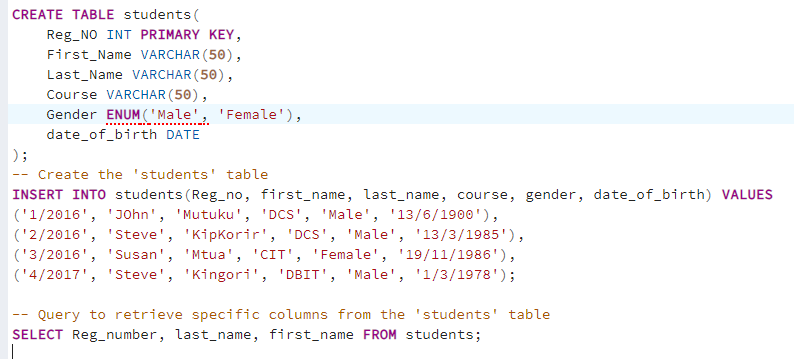 CREATE TABLE students(
    Reg_NO INT PRIMARY KEY,
    First_Name VARCHAR(50),
    Last_Name VARCHAR(50),
    Course VARCHAR(50),
    Gender ENUM('Male', 'Female'),
    date_of_birth DATE
);
-- Create the 'students' table
INSERT INTO students(Reg_no, first_name, last_name, course, gender, date_of_birth) VALUES
('1/2016', 'JOhn', 'Mutuku', 'DCS', 'Male', '13/6/1900'),
('2/2016', 'Steve', 'KipKorir', 'DCS', 'Male', '13/3/1985'),
('3/2016', 'Susan', 'Mtua', 'CIT', 'Female', '19/11/1986'),
('4/2017', 'Steve', 'Kingori', 'DBIT', 'Male', '1/3/1978');

-- Query to retrieve specific columns from the 'students' table
SELECT Reg_number, last_name, first_name FROM students;